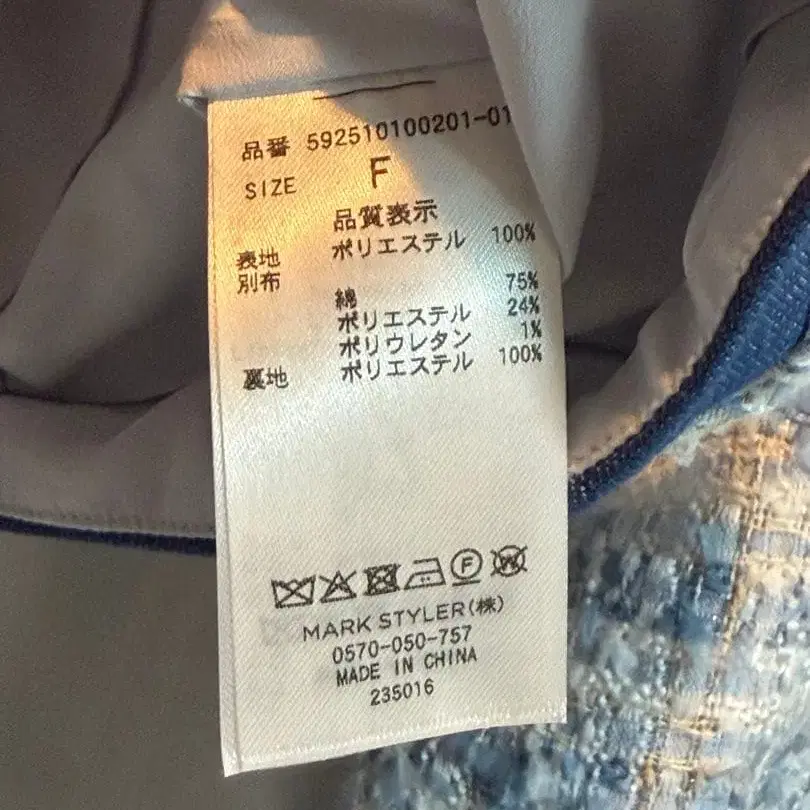 品番 592510100201-01
SIZE F
品質表示
表地 ポリエステル 100%
別布
綿 75%
ポリエステル 24%
ポリウレタン 1%
裏地 ポリエステル 100%
F W
MARK STYLER(株)
0570-050-757
MADE IN CHINA
235016